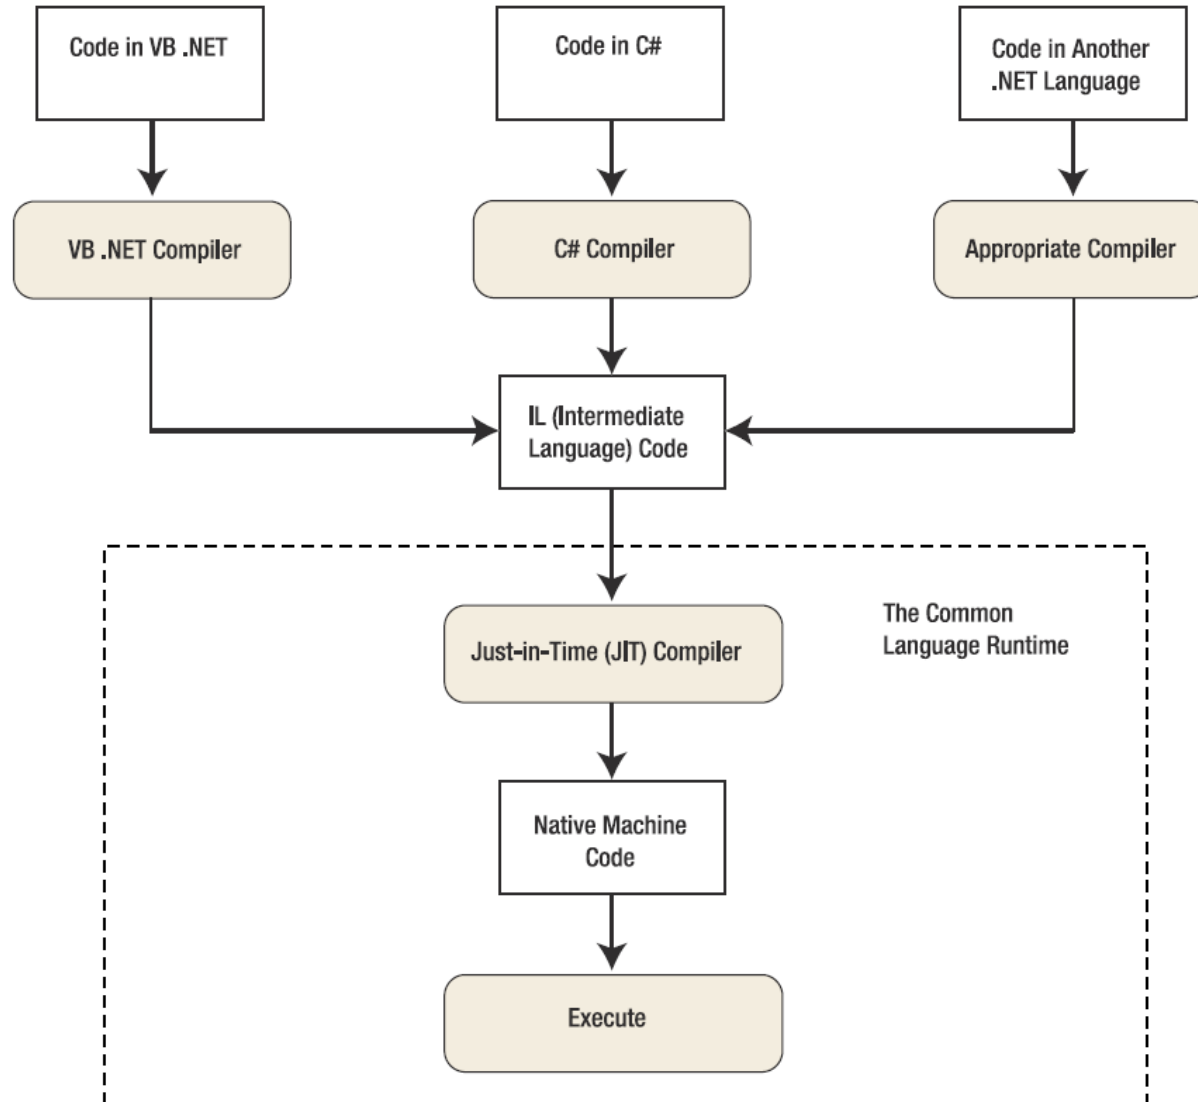 Code in VB .NET
Code in C#
Code in Another
.NET Language
VB .NET Compiler
C# Compiler
Appropriate Compiler
IL (Intermediate
Language) Code
Just-in-Time (JIT) Compiler
The Common
Language Runtime
Native Machine
Code
Execute